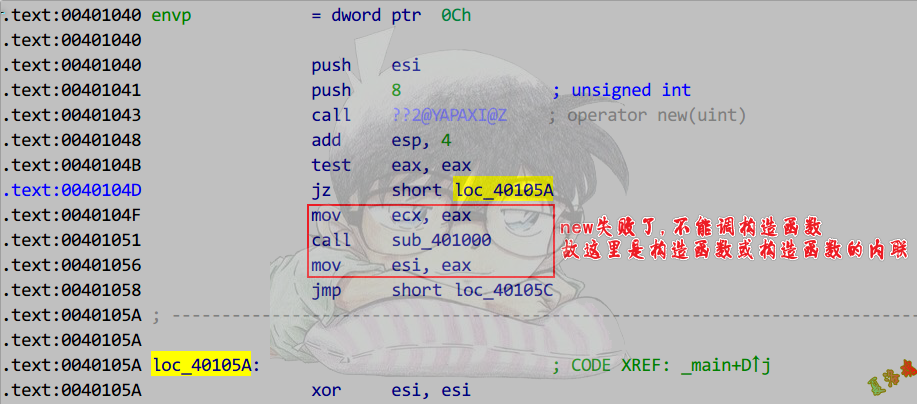 .text:00401040 envp = dword ptr 0Ch
.text:00401040
.text:00401040 push esi
.text:00401041 push 8 ; unsigned int
.text:00401043 call ??2@YAPAXI@Z ; operator new(uint)
.text:00401048 add esp, 4
.text:0040104B test eax, eax
.text:0040104D jz short loc_40105A
.text:0040104F mov ecx, eax
new失败了,不能调构造函数
.text:00401051 call sub_401000
故这里是构造函数或构造函数的内联
.text:00401056 mov esi, eax
.text:00401058 jmp short loc_40105C
.text:0040105A ; ---------------------------------------------------------------------------
.text:0040105A
.text:0040105A loc_40105A: ; CODE XREF: _main+D↑j
.text:0040105A xor esi, esi